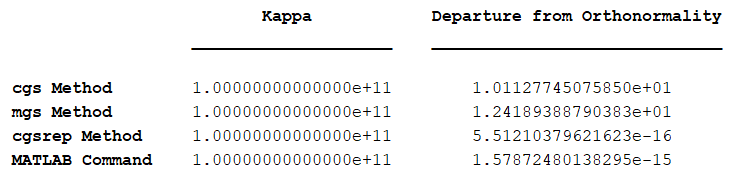 Kappa Departure from Orthonormality
cgs Method 1.00000000000000e+11 1.01127745075850e+01
mgs Method 1.00000000000000e+11 1.24189388790383e+01
cgsrep Method 1.00000000000000e+11 5.51210379621623e-16
MATLAB Command 1.00000000000000e+11 1.57872480138295e-15